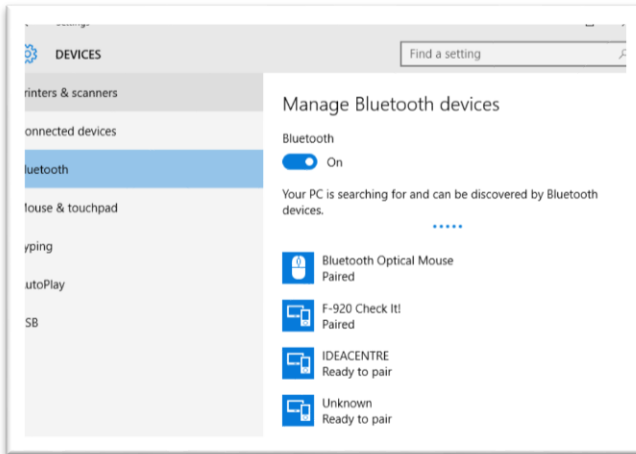 DEVICES
Find a setting
rinters & scanners
onnected devices
luetooth
ouse & touchpad
yping
utoPlay
SB
Manage Bluetooth devices
Bluetooth
On
Your PC is searching for and can be discovered by Bluetooth
devices.
Bluetooth Optical Mouse
Paired
F-920 Check It!
Paired
IDEACENTRE
Ready to pair
Unknown
Ready to pair